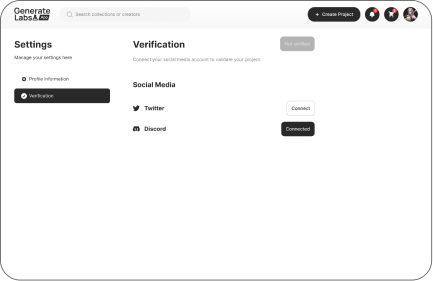 Generate
Labs
Search collections or creators
+ Create Project
Settings
Manage your settings here
Profile Information
Verification
Verification
Not verified
Connect your social media account to validate your project.
Social Media
Twitter
Connect
Discord
Connected